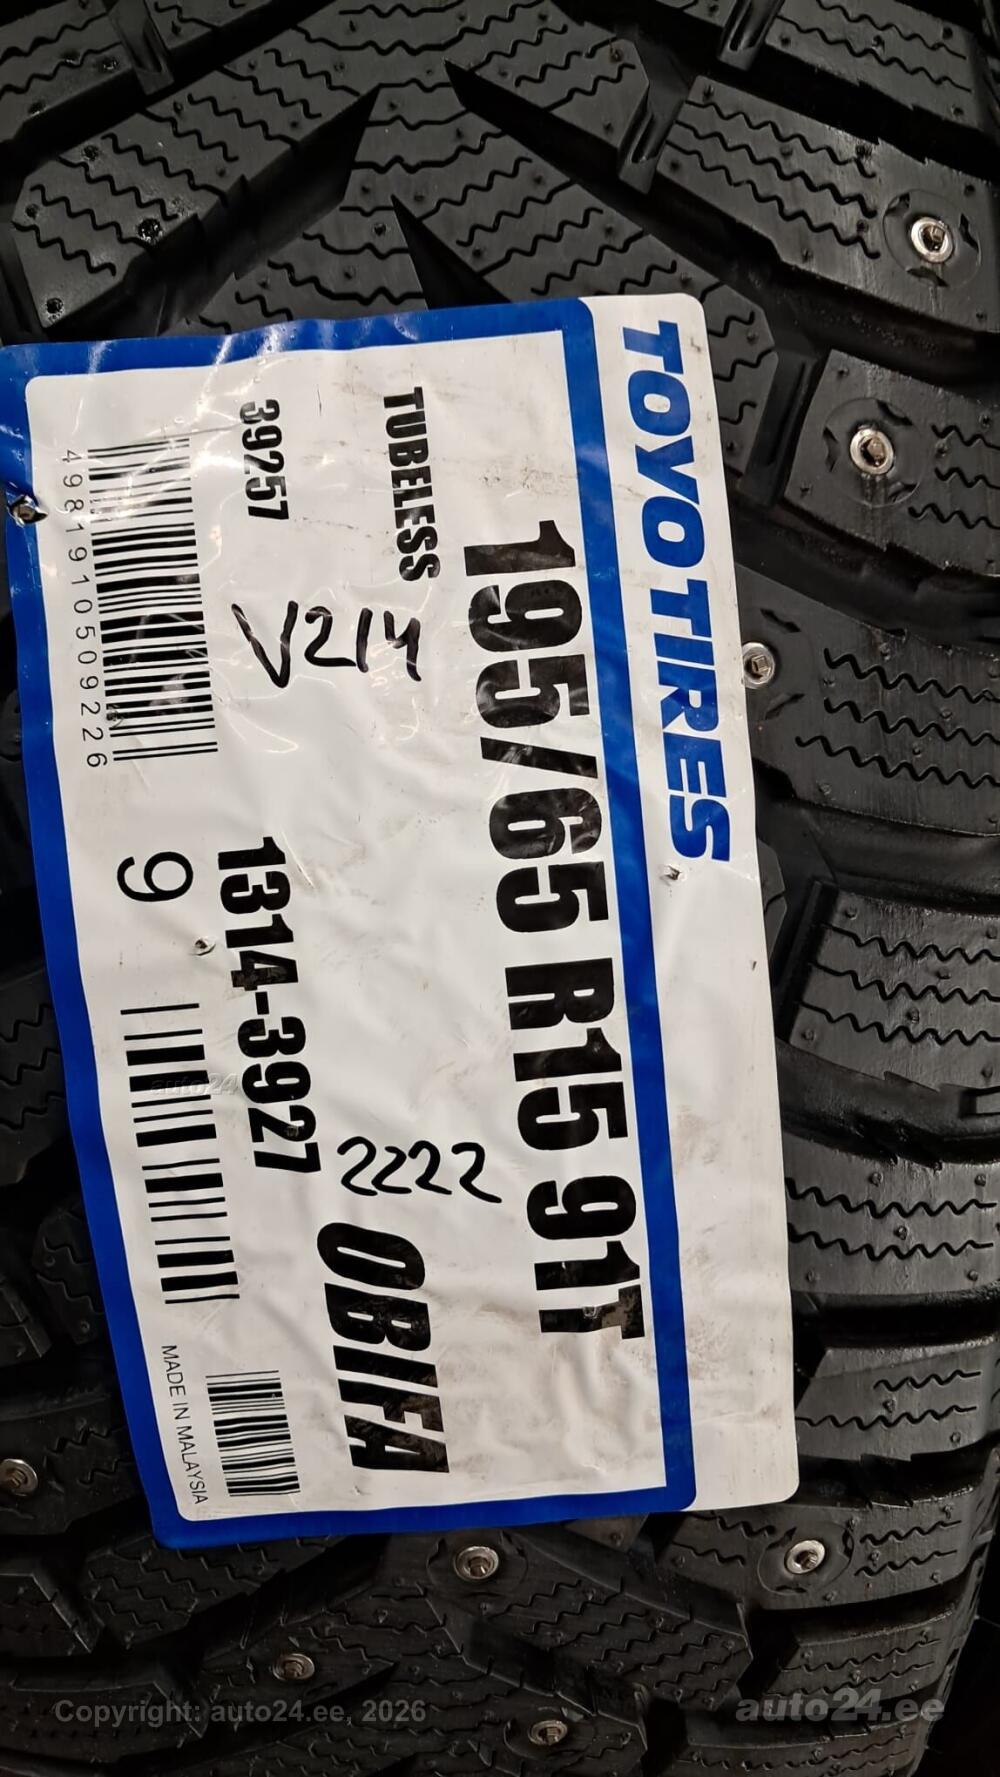 TOYO TIRES
195/65 R15 91T
TUBELESS
OBIFA
39257
V214
2222
1314-3927
4981910509226
9
MADE IN MALAYSIA
auto24
Copyright: auto24.ee, 2026
auto24.ee